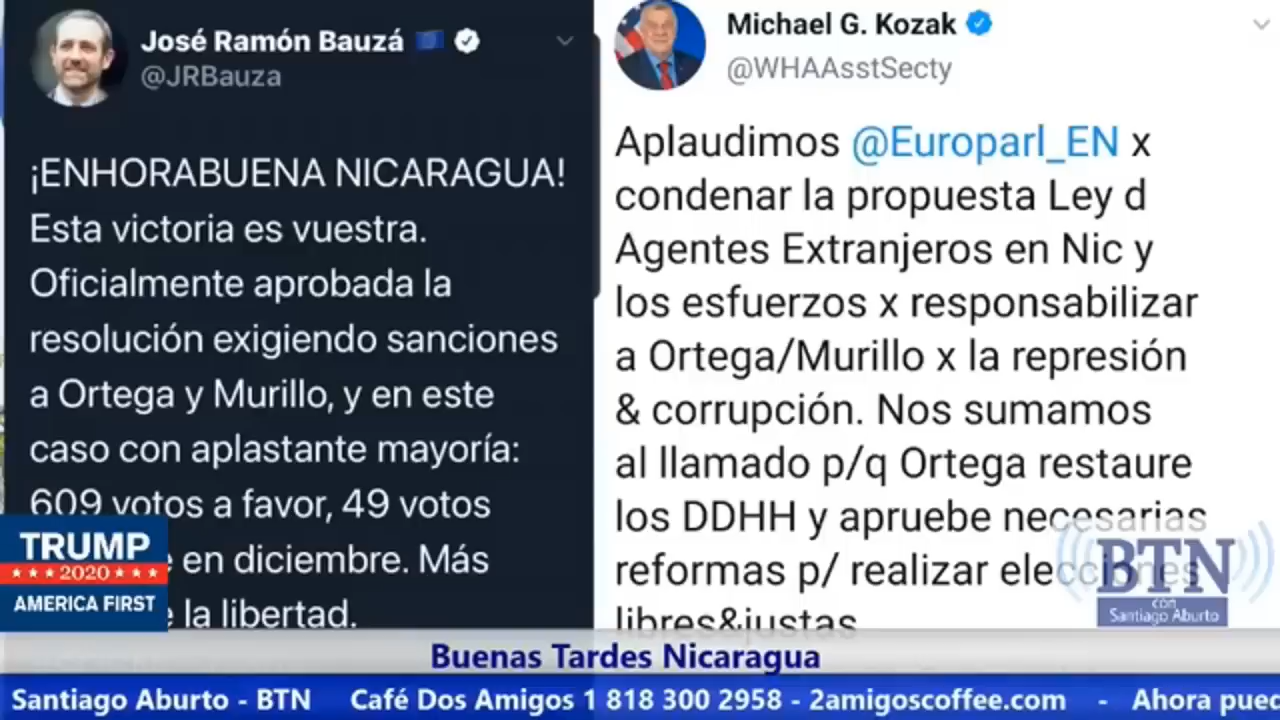 José Ramón Bauzá
@JRBauza
¡ENHORABUENA NICARAGUA!
Esta victoria es vuestra.
Oficialmente aprobada la
resolución exigiendo sanciones
a Ortega y Murillo, y en este
caso con aplastante mayoría:
609 votos a favor, 49 votos
en diciembre. Más
la libertad.
Michael G. Kozak
@WHAAsstSecty
Aplaudimos @Europarl_EN x
condenar la propuesta Ley d
Agentes Extranjeros en Nic y
los esfuerzos x responsabilizar
a Ortega/Murillo x la represión
& corrupción. Nos sumamos
al llamado p/q Ortega restaure
los DDHH y apruebe necesarias
reformas p/ realizar elecciones
libres&justas
TRUMP
2020
AMERICA FIRST
BTN
con
Santiago Aburto
Buenas Tardes Nicaragua
Santiago Aburto - BTN Café Dos Amigos 1 818 300 2958 - 2amigoscoffee.com - Ahora pued